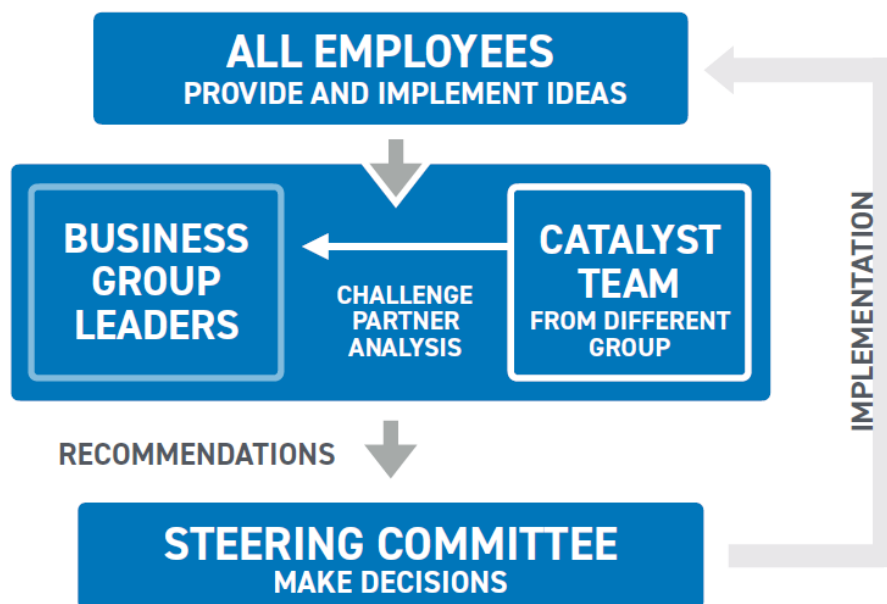 ALL EMPLOYEES
PROVIDE AND IMPLEMENT IDEAS
BUSINESS
GROUP
LEADERS
CHALLENGE
PARTNER
ANALYSIS
CATALYST
TEAM
FROM DIFFERENT
GROUP
IMPLEMENTATION
RECOMMENDATIONS
STEERING COMMITTEE
MAKE DECISIONS